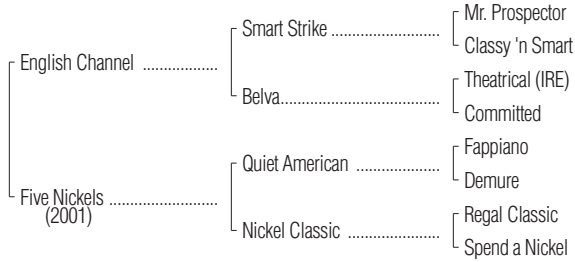 Mr. Prospector
Smart Strike ........................
Classy 'n Smart
English Channel .................
Theatrical (IRE)
Belva...................................
Committed
Fappiano
Quiet American ..................
Demure
Five Nickels .......................
(2001)
Regal Classic
Nickel Classic ....................
Spend a Nickel